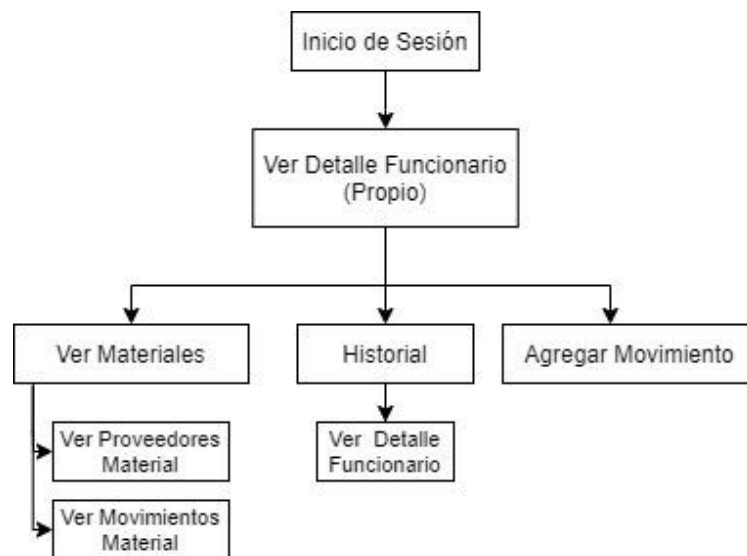 Inicio de Sesión
Ver Detalle Funcionario
(Propio)
Ver Materiales
Historial
Agregar Movimiento
Ver Proveedores
Material
Ver Detalle
Funcionario
Ver Movimientos
Material